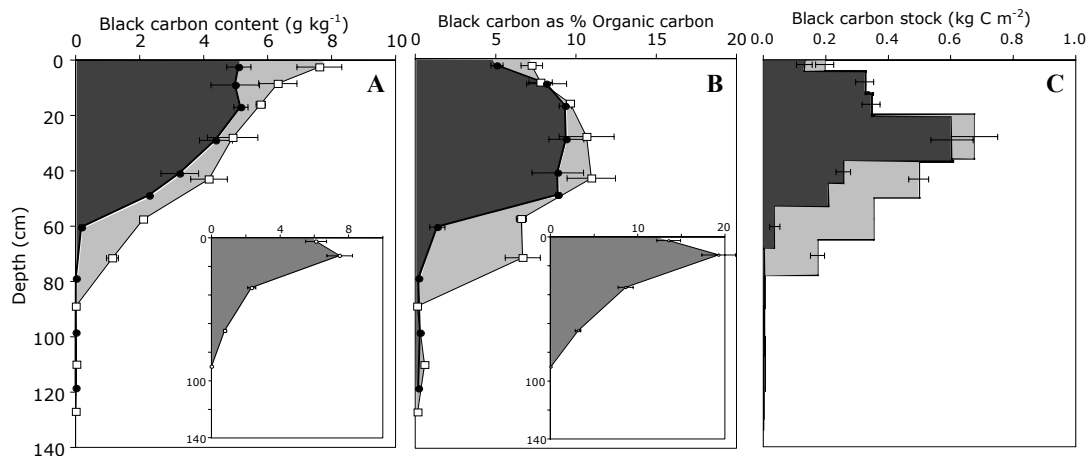 Black carbon content (g kg-1)
0 2 4 6 8 10
Black carbon as % Organic carbon
0 5 10 15 20
Black carbon stock (kg C m-2)
0.0 0.2 0.4 0.6 0.8 1.0
A
B
C
Depth (cm)
0
20
40
60
80
100
120
140
0 4 8
0
100
140
0 10 20
0
100
140